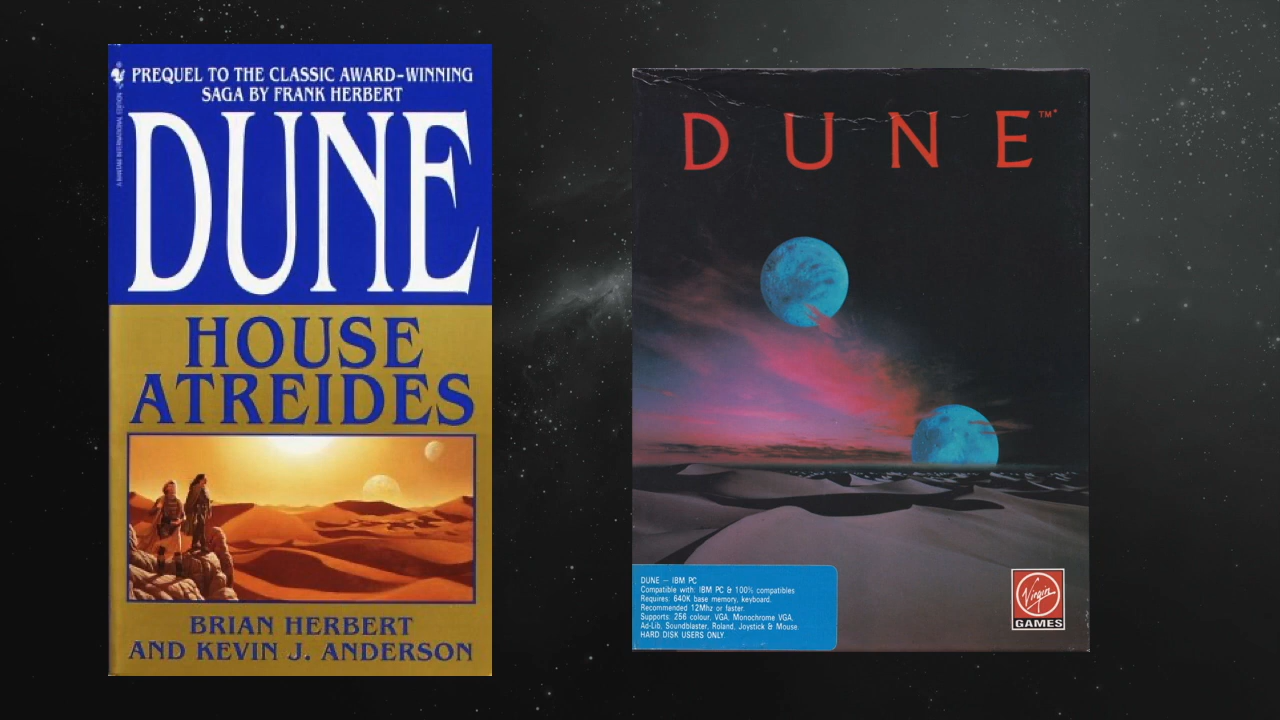 PREQUEL TO THE CLASSIC AWARD-WINNING
SAGA BY FRANK HERBERT
DUNE
HOUSE
ATREIDES
BRIAN HERBERT
AND KEVIN J. ANDERSON
DUNE™*
DUNE — IBM PC
Compatible with: IBM PC & 100% compatibles
Requires: 640K base memory, keyboard.
Recommended 12Mhz or faster.
Supports: 256 colour, VGA, Monochrome VGA,
Ad-Lib, Soundblaster, Roland, Joystick & Mouse.
HARD DISK USERS ONLY.
Virgin
GAMES